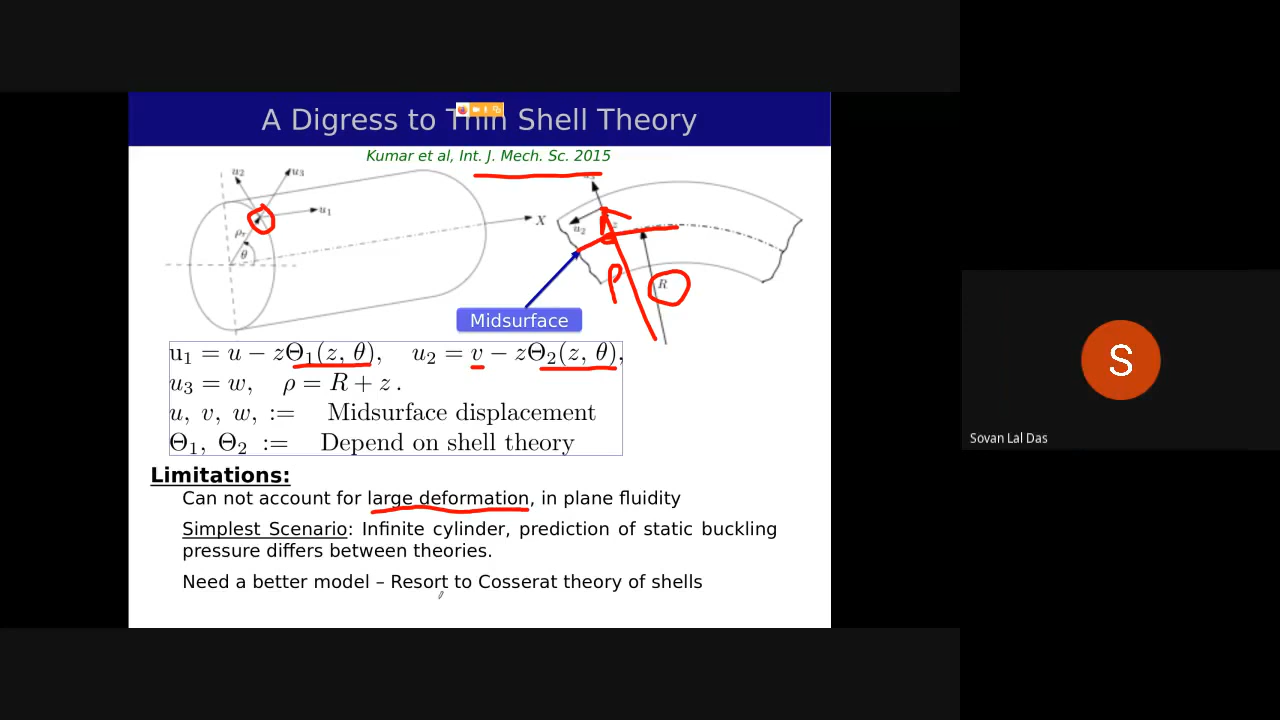 A Digress to Thin Shell Theory
Kumar et al, Int. J. Mech. Sc. 2015
u₂
u₃
u₁
X
ρ
θ
u₂
z
R
ρ
Midsurface
u₁ = u − zΘ₁(z, θ), u₂ = v − zΘ₂(z, θ),
u₃ = w, ρ = R + z .
u, v, w, := Midsurface displacement
Θ₁, Θ₂ := Depend on shell theory
Limitations:
Can not account for large deformation, in plane fluidity
Simplest Scenario: Infinite cylinder, prediction of static buckling
pressure differs between theories.
Need a better model – Resort to Cosserat theory of shells
S
Sovan Lal Das